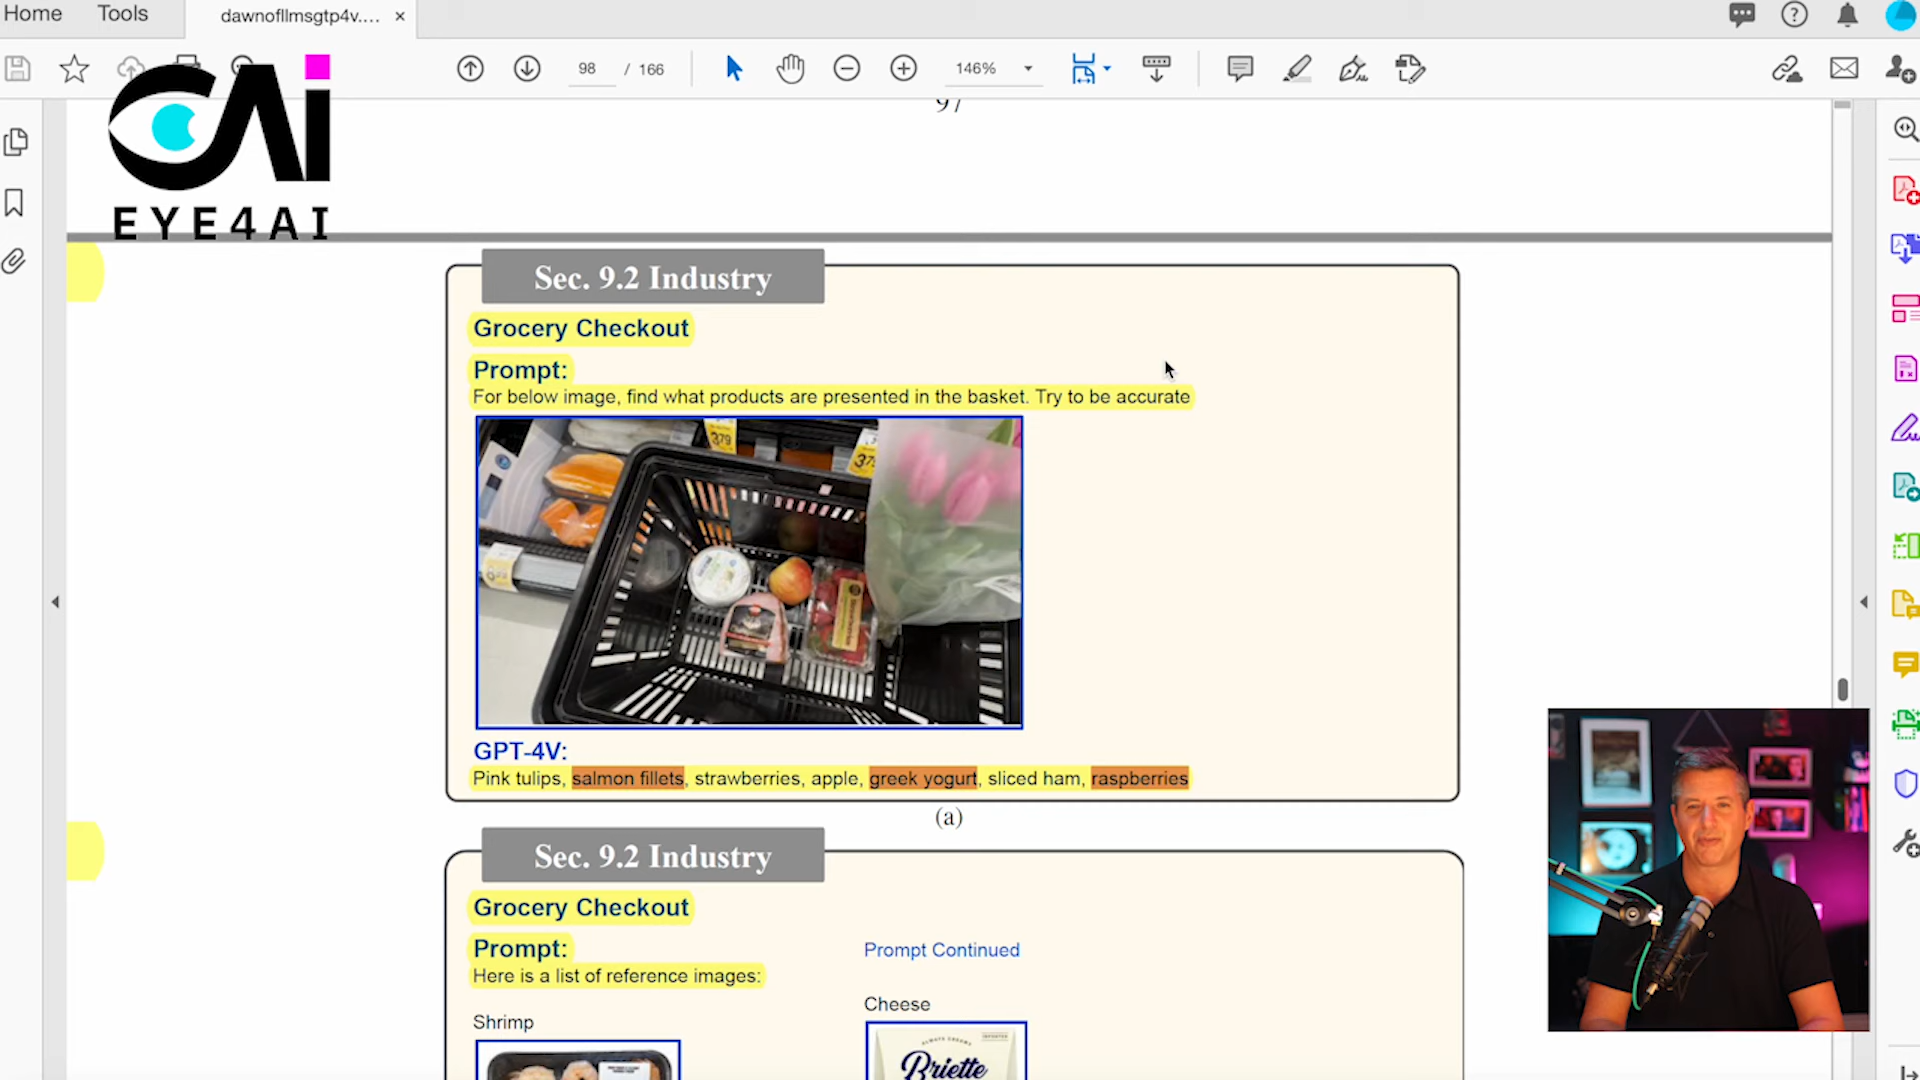 Home Tools dawnofllmsgtp4v.... ×
98 / 166 146%
97
EYE4AI
Sec. 9.2 Industry
Grocery Checkout
Prompt:
For below image, find what products are presented in the basket. Try to be accurate
3.79
GPT-4V:
Pink tulips, salmon fillets, strawberries, apple, greek yogurt, sliced ham, raspberries
(a)
Sec. 9.2 Industry
Grocery Checkout
Prompt:
Here is a list of reference images:
Prompt Continued
Shrimp
Cheese
Briette